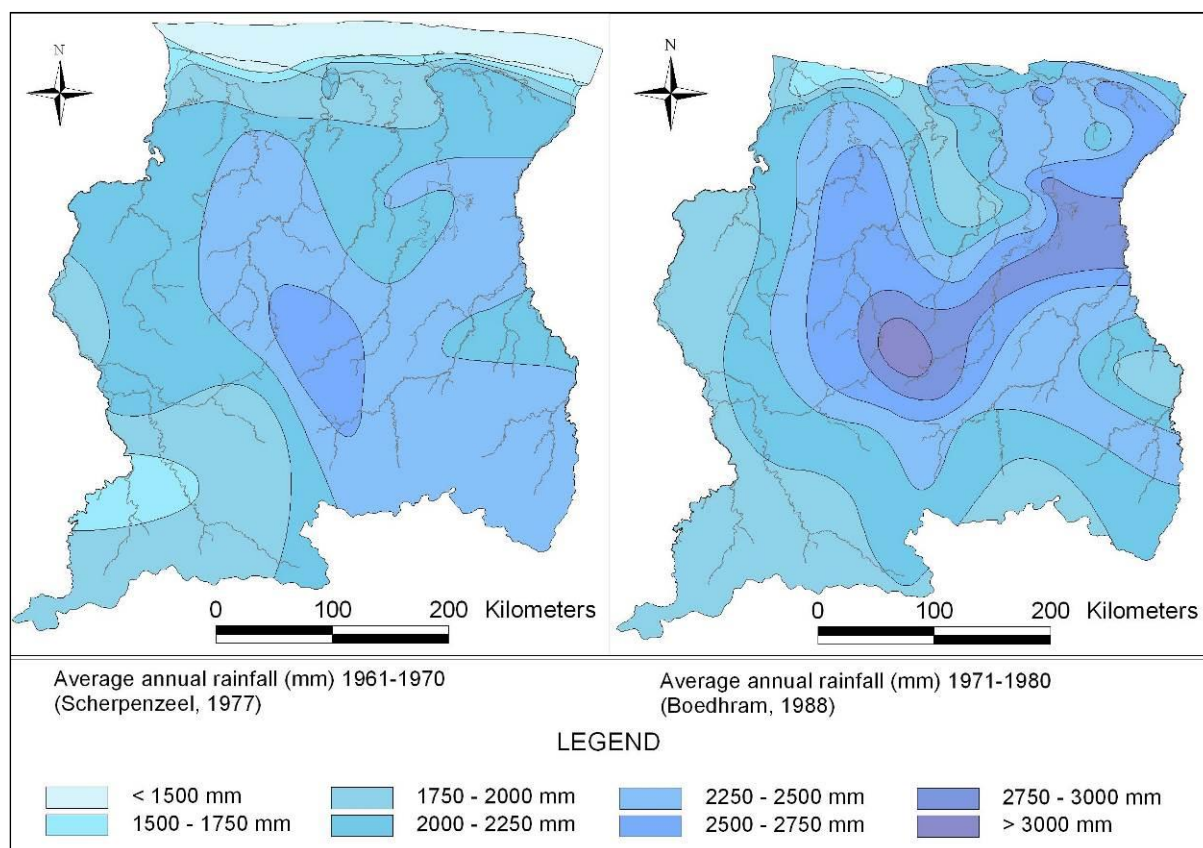 N
N
0 100 200 Kilometers
0 100 200 Kilometers
Average annual rainfall (mm) 1961-1970
(Scherpenzeel, 1977)
Average annual rainfall (mm) 1971-1980
(Boedhram, 1988)
LEGEND
< 1500 mm
1500 - 1750 mm
1750 - 2000 mm
2000 - 2250 mm
2250 - 2500 mm
2500 - 2750 mm
2750 - 3000 mm
> 3000 mm